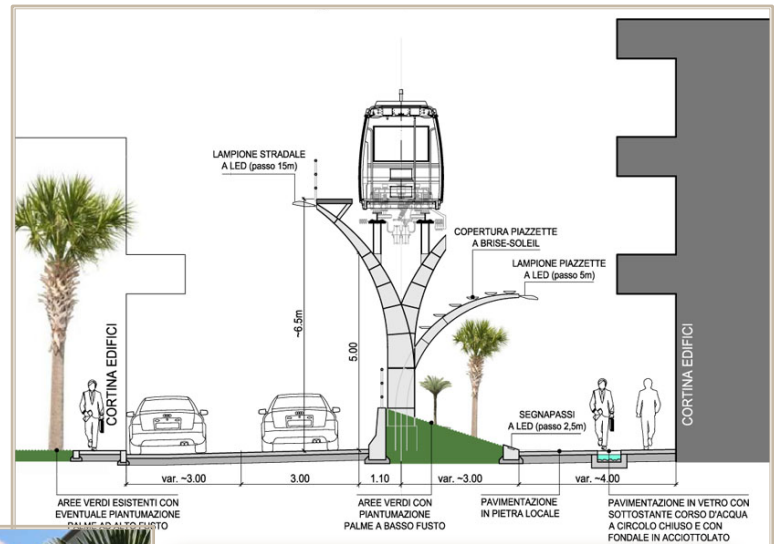 LAMPIONE STRADALE
A LED (passo 15m)
COPERTURA PIAZZETTE
A BRISE-SOLEIL
LAMPIONE PIAZZETTE
A LED (passo 5m)
~6.5m
5.00
CORTINA EDIFICI
CORTINA EDIFICI
SEGNAPASSI
A LED (passo 2,5m)
var. ~3.00
3.00
1.10
var. ~3.00
var. ~4.00
AREE VERDI ESISTENTI CON
EVENTUALE PIANTUMAZIONE
PALME AD ALTO FUSTO
AREE VERDI CON
PIANTUMAZIONE
PALME A BASSO FUSTO
PAVIMENTAZIONE
IN PIETRA LOCALE
PAVIMENTAZIONE IN VETRO CON
SOTTOSTANTE CORSO D'ACQUA
A CIRCOLO CHIUSO E CON
FONDALE IN ACCIOTTOLATO